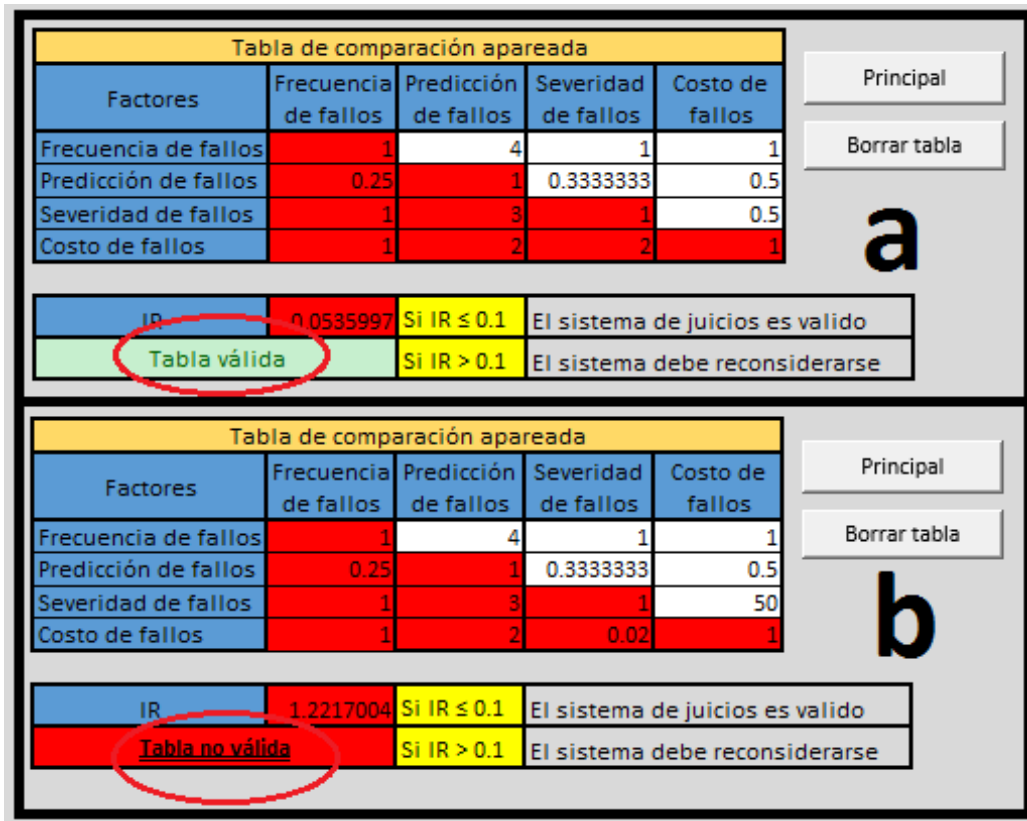 Tabla de comparación apareada
Factores Frecuencia de fallos Predicción de fallos Severidad de fallos Costo de fallos
Frecuencia de fallos 1 4 1 1
Predicción de fallos 0.25 1 0.3333333 0.5
Severidad de fallos 1 3 1 0.5
Costo de fallos 1 2 2 1
Principal
Borrar tabla
a
IR 0.0535997 Si IR ≤ 0.1 El sistema de juicios es valido
Tabla válida Si IR > 0.1 El sistema debe reconsiderarse
Tabla de comparación apareada
Factores Frecuencia de fallos Predicción de fallos Severidad de fallos Costo de fallos
Frecuencia de fallos 1 4 1 1
Predicción de fallos 0.25 1 0.3333333 0.5
Severidad de fallos 1 3 1 50
Costo de fallos 1 2 0.02 1
Principal
Borrar tabla
b
IR 1.2217004 Si IR ≤ 0.1 El sistema de juicios es valido
Tabla no válida Si IR > 0.1 El sistema debe reconsiderarse